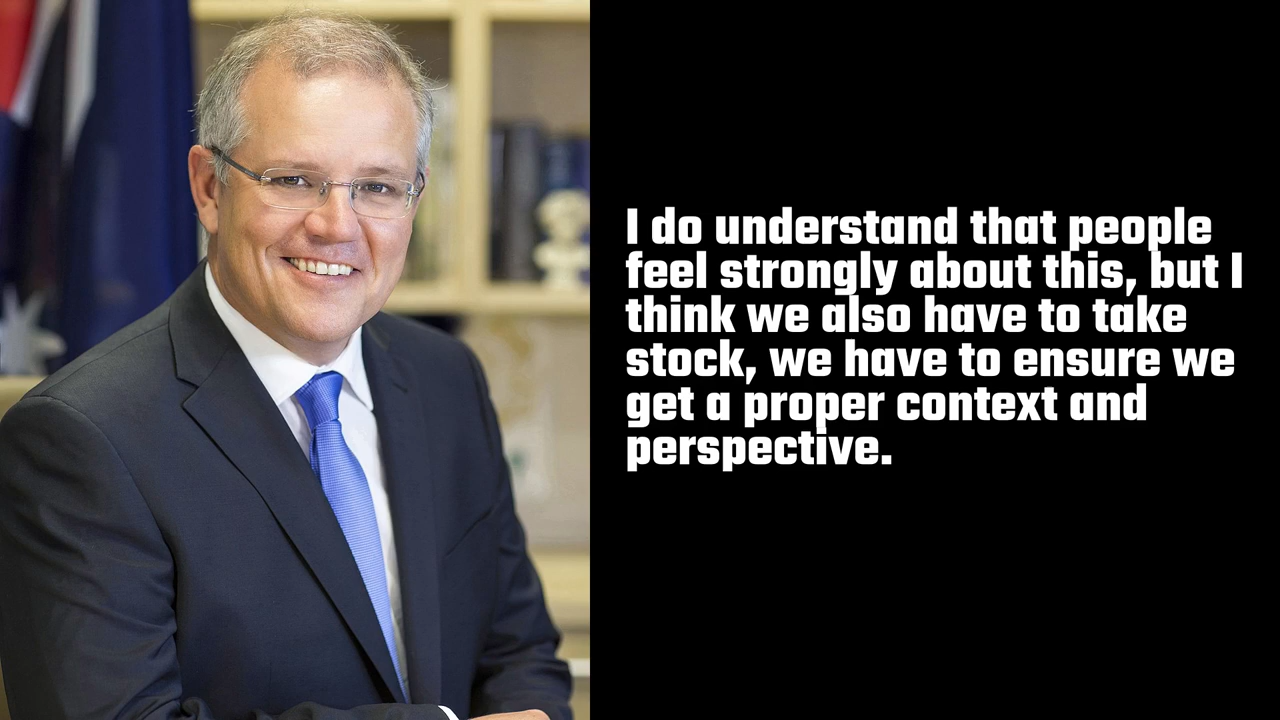 I do understand that people
feel strongly about this, but I
think we also have to take
stock, we have to ensure we
get a proper context and
perspective.